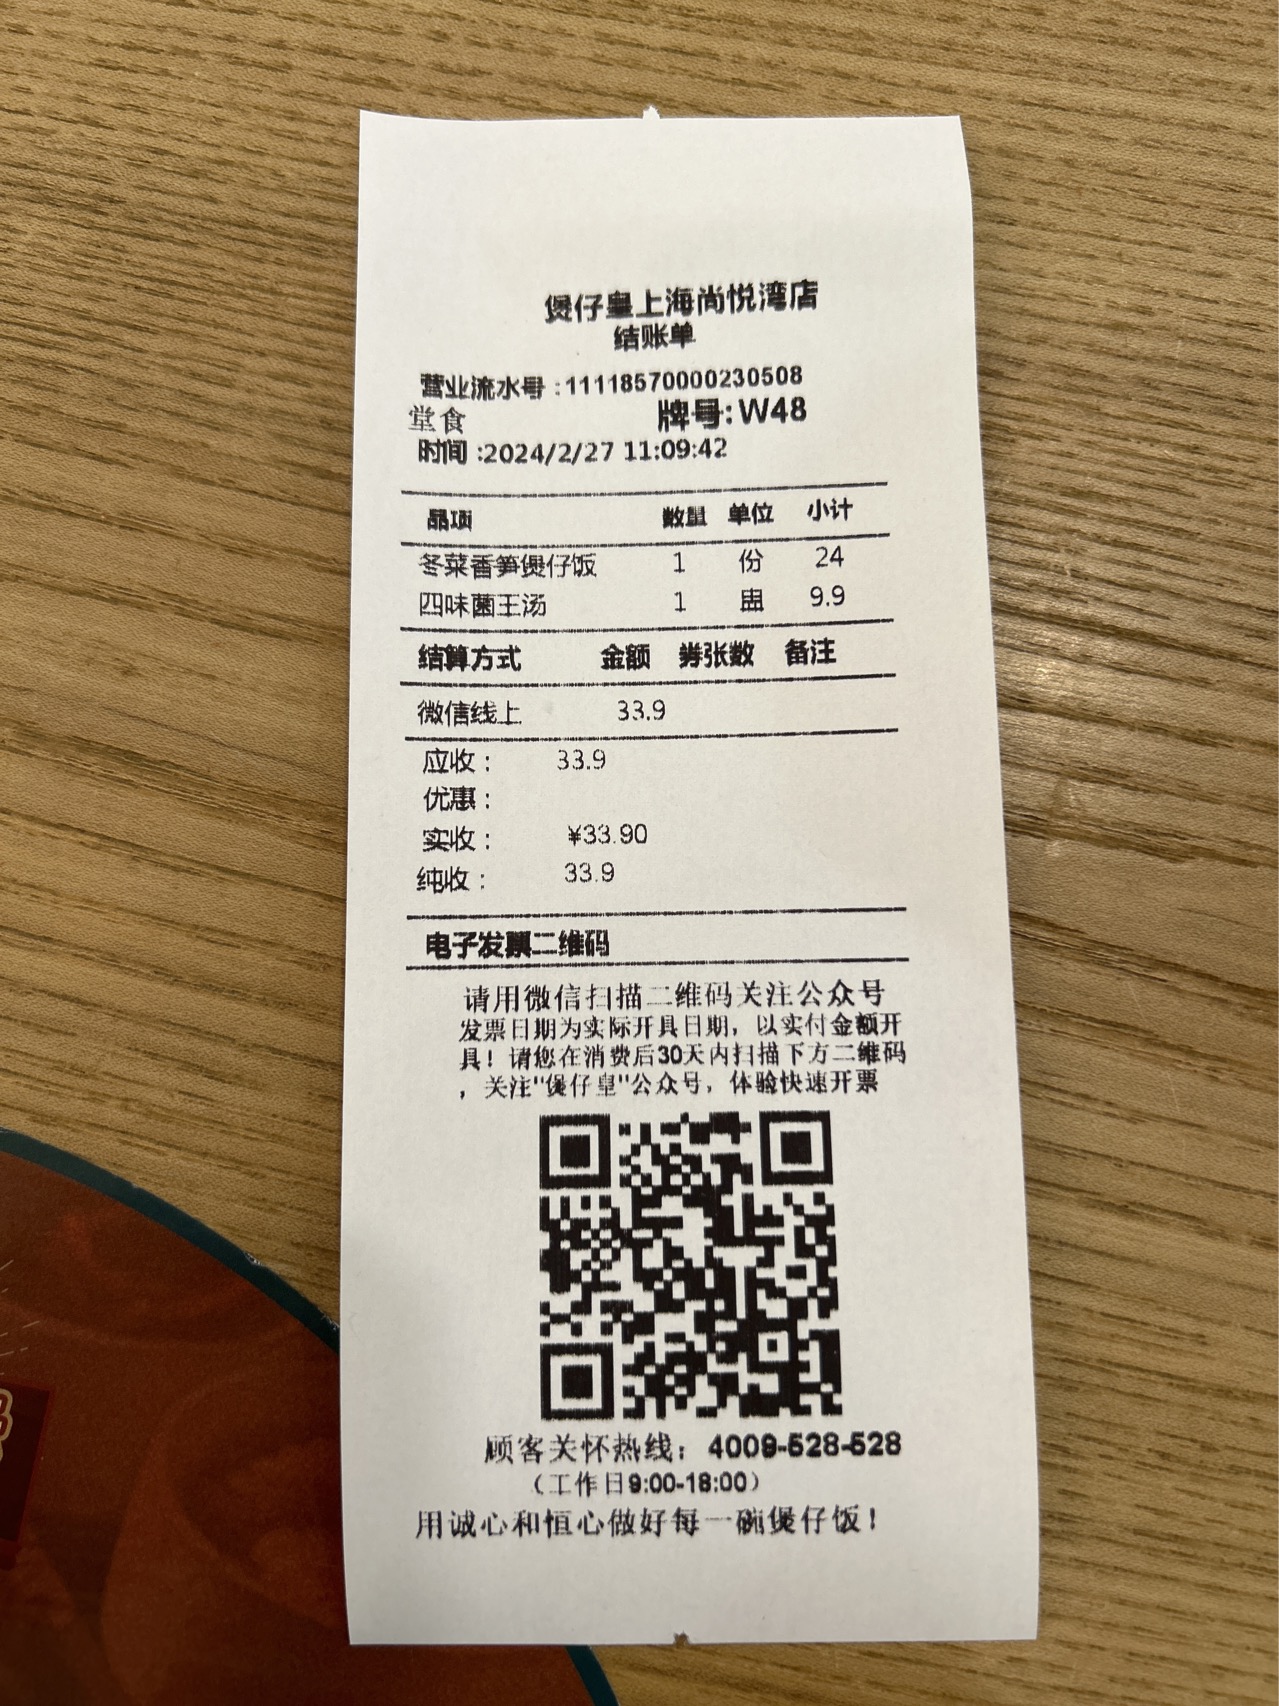 煲仔皇上海尚悦湾店
结账单
营业流水号:11118570000230508
堂食 牌号:W48
时间:2024/2/27 11:09:42
品项 数量 单位 小计
冬菜香笋煲仔饭 1 份 24
四味菌王汤 1 盅 9.9
结算方式 金额 券张数 备注
微信线上 33.9
应收: 33.9
优惠:
实收: ¥33.90
纯收: 33.9
电子发票二维码
请用微信扫描二维码关注公众号
发票日期为实际开具日期，以实付金额开
具！请您在消费后30天内扫描下方二维码
，关注"煲仔皇"公众号，体验快速开票
顾客关怀热线：4009-528-528
（工作日9:00-18:00）
用诚心和恒心做好每一碗煲仔饭！